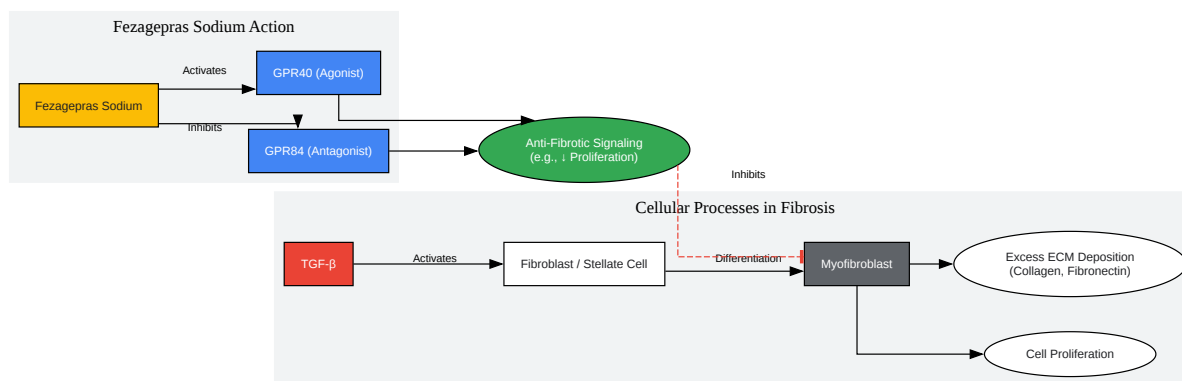 Fezagepras Sodium Action
Activates
GPR40 (Agonist)
Fezagepras Sodium
Inhibits
GPR84 (Antagonist)
Anti-Fibrotic Signaling
(e.g., ↓ Proliferation)
Inhibits
Cellular Processes in Fibrosis
TGF-β
Activates
Fibroblast / Stellate Cell
Differentiation
Myofibroblast
Excess ECM Deposition
(Collagen, Fibronectin)
Cell Proliferation